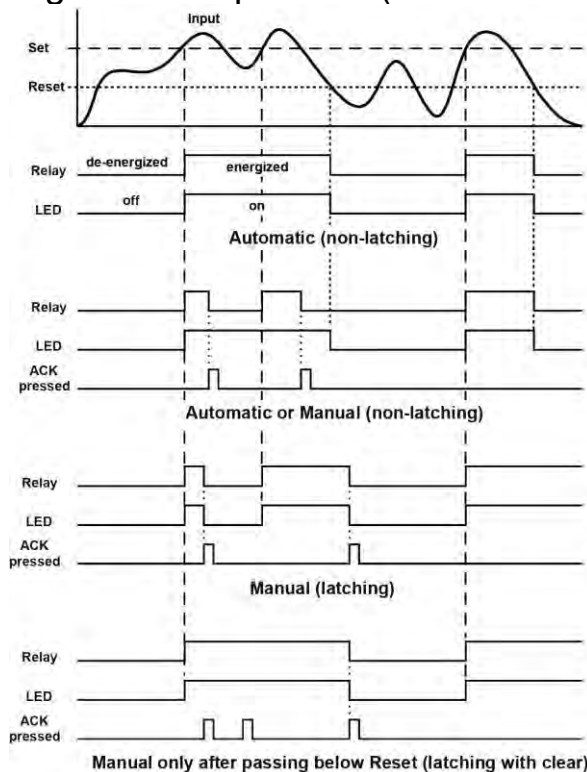 Input
Set
Reset
Relay de-energized energized
LED off on
Automatic (non-latching)
Relay
LED
ACK
pressed
Automatic or Manual (non-latching)
Relay
LED
ACK
pressed
Manual (latching)
Relay
LED
ACK
pressed
Manual only after passing below Reset (latching with clear)